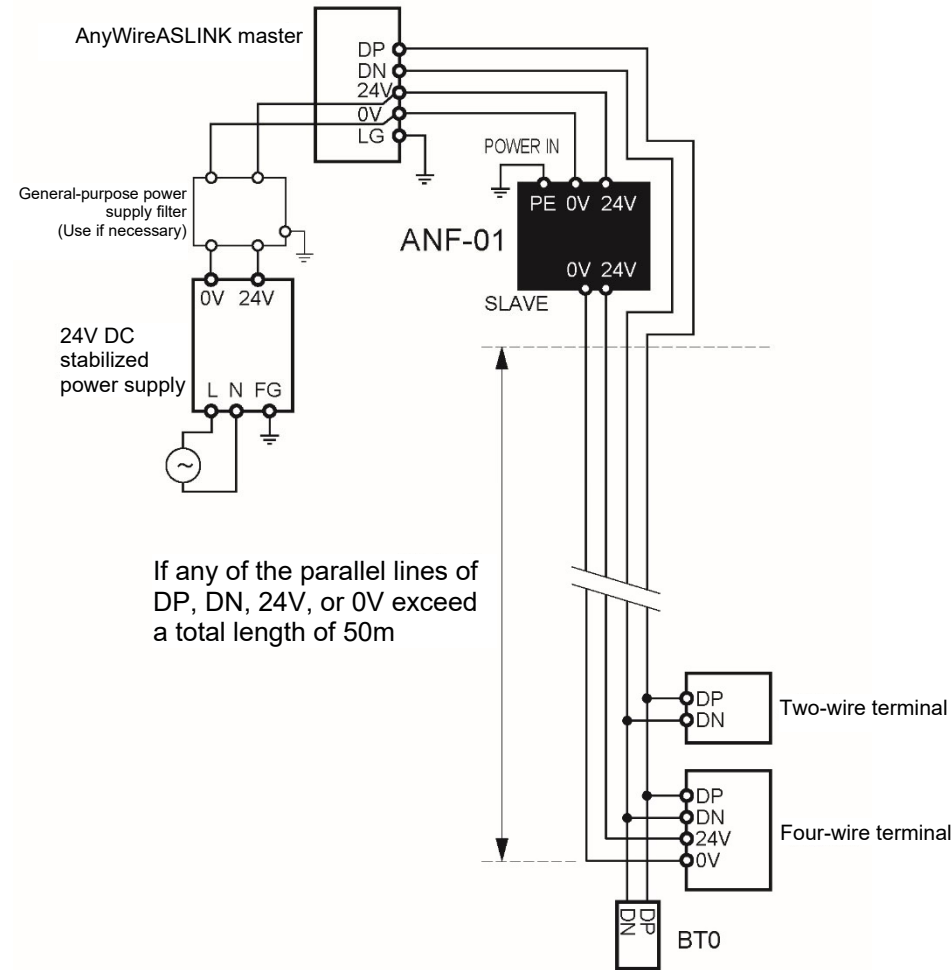 AnyWireASLINK master
DP
DN
24V
0V
LG
POWER IN
PE 0V 24V
ANF-01
0V 24V
SLAVE
General-purpose power
supply filter
(Use if necessary)
0V 24V
24V DC
stabilized
power supply
L N FG
If any of the parallel lines of
DP, DN, 24V, or 0V exceed
a total length of 50m
DP
DN
Two-wire terminal
DP
DN
24V
0V
Four-wire terminal
DN
DP
BT0